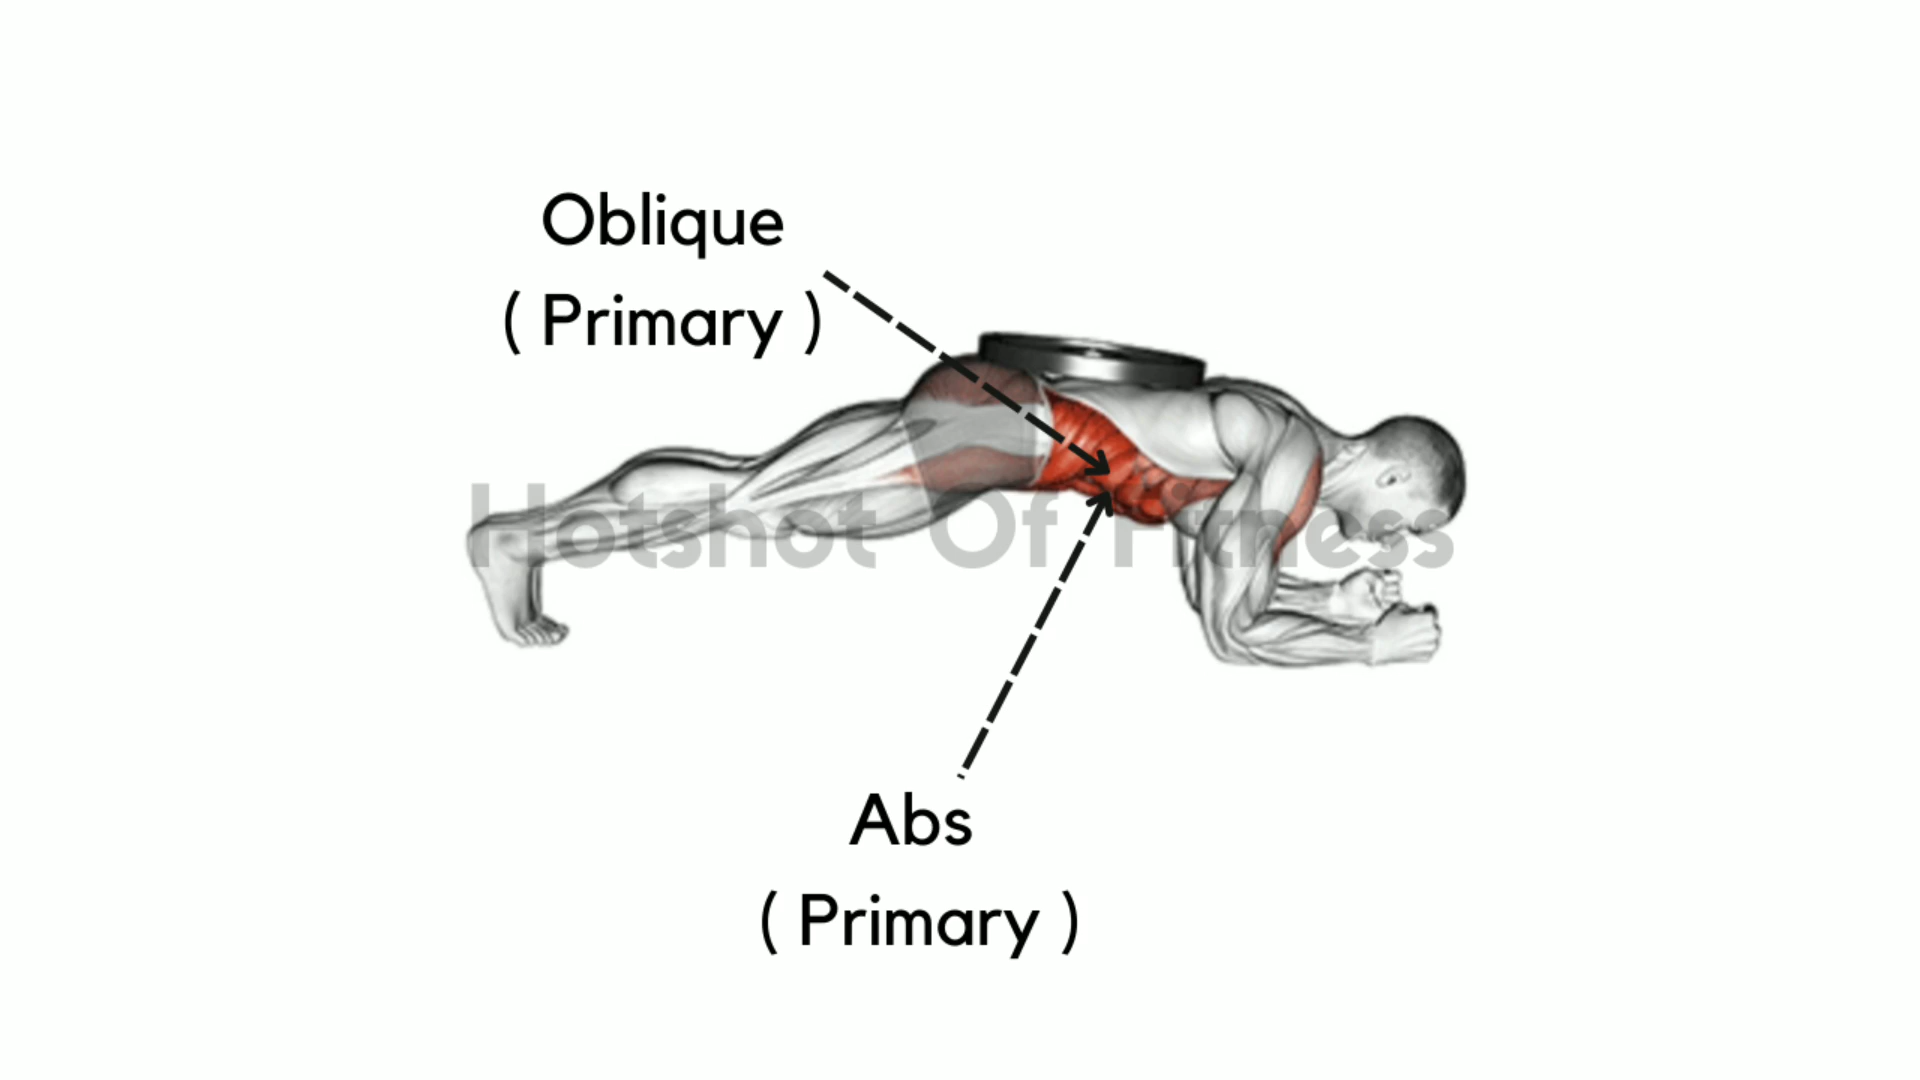 Oblique
( Primary )
Hotshot Of Fitness
Abs
( Primary )